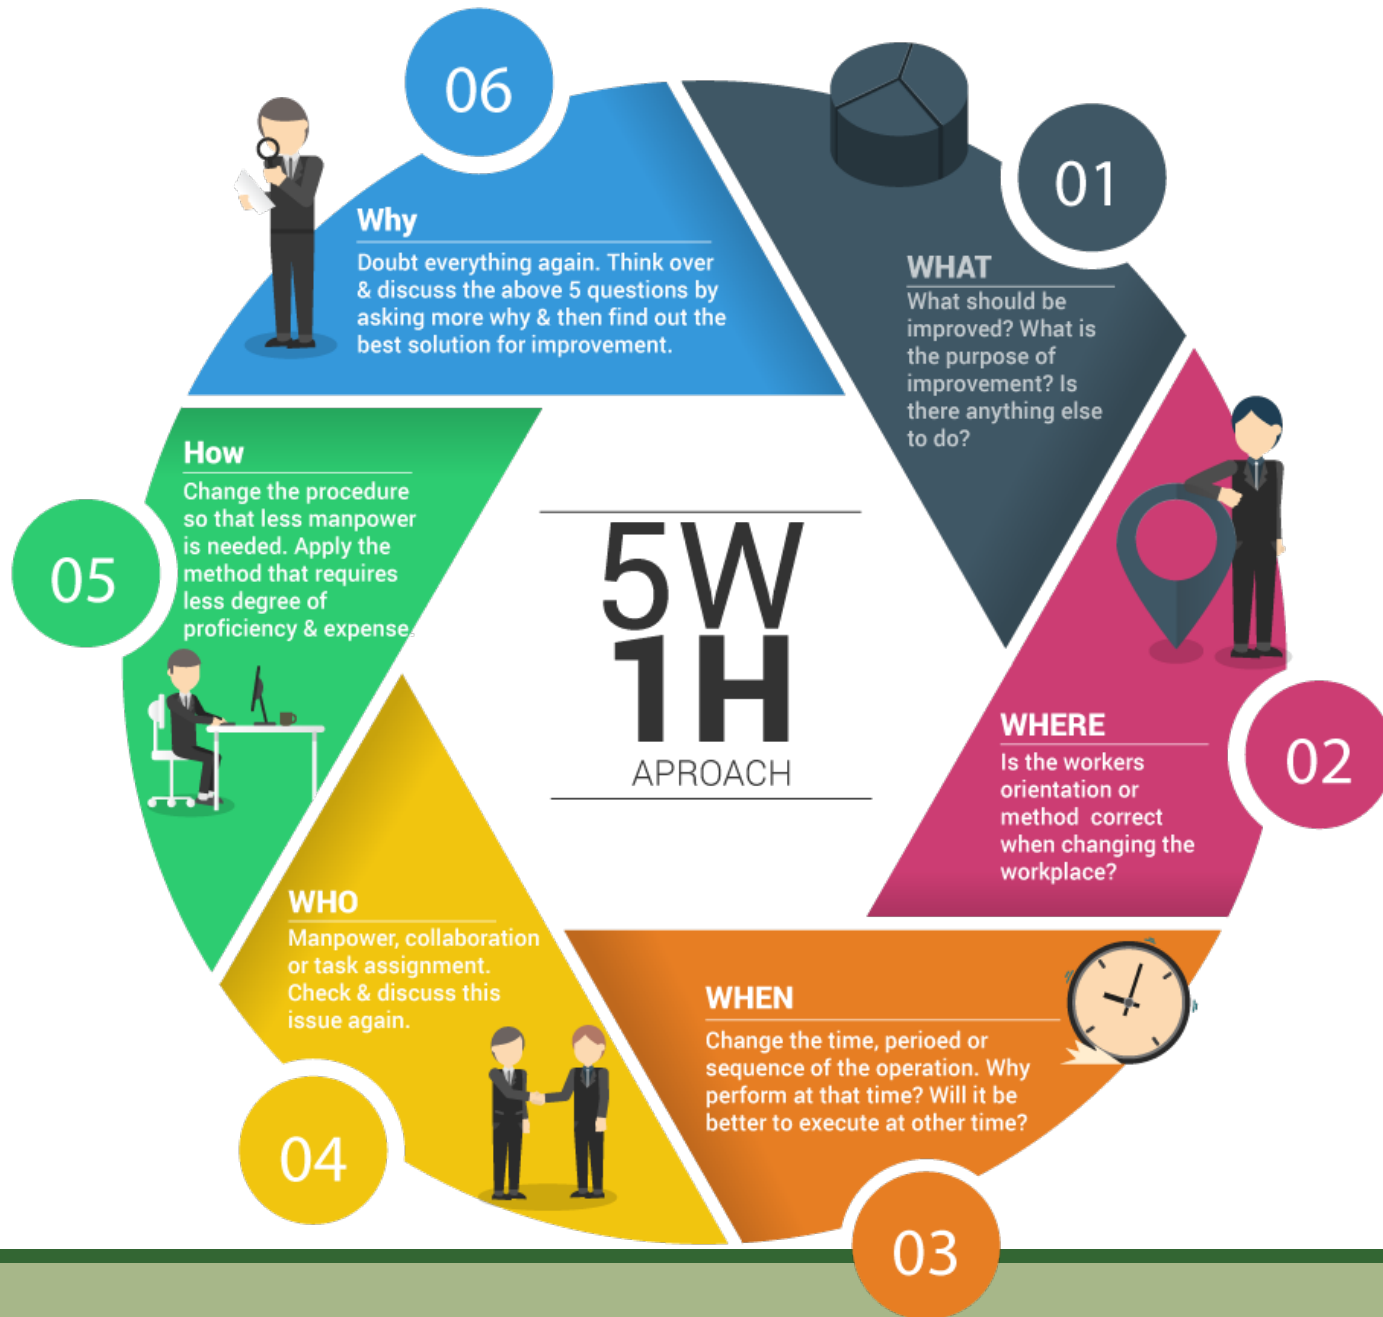 5W
1H
APROACH
01
WHAT
What should be
improved? What is
the purpose of
improvement? Is
there anything else
to do?
02
WHERE
Is the workers
orientation or
method correct
when changing the
workplace?
03
WHEN
Change the time, perioed or
sequence of the operation. Why
perform at that time? Will it be
better to execute at other time?
04
WHO
Manpower, collaboration
or task assignment.
Check & discuss this
issue again.
05
How
Change the procedure
so that less manpower
is needed. Apply the
method that requires
less degree of
proficiency & expense.
06
Why
Doubt everything again. Think over
& discuss the above 5 questions by
asking more why & then find out the
best solution for improvement.